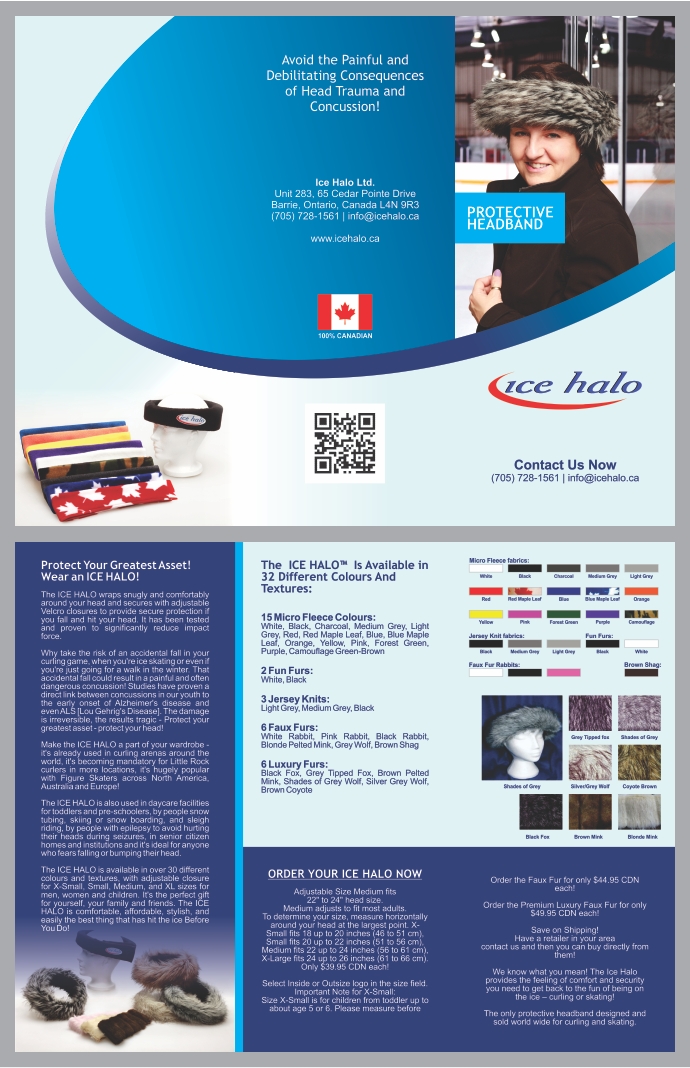 Avoid the Painful and
Debilitating Consequences
of Head Trauma and
Concussion!
Ice Halo Ltd.
Unit 283, 65 Cedar Pointe Drive
Barrie, Ontario, Canada L4N 9R3
(705) 728-1561 | info@icehalo.ca
www.icehalo.ca
100% CANADIAN
PROTECTIVE
HEADBAND
ice halo
ice halo
Contact Us Now
(705) 728-1561 | info@icehalo.ca
Protect Your Greatest Asset!
Wear an ICE HALO!
The ICE HALO wraps snugly and comfortably
around your head and secures with adjustable
Velcro closures to provide secure protection if
you fall and hit your head. It has been tested
and proven to significantly reduce impact
force.
Why take the risk of an accidental fall in your
curling game, when you're ice skating or even if
you're just going for a walk in the winter. That
accidental fall could result in a painful and often
dangerous concussion! Studies have proven a
direct link between concussions in our youth to
the early onset of Alzheimer's disease and
even ALS [Lou Gehrig's Disease]. The damage
is irreversible, the results tragic - Protect your
greatest asset - protect your head!
Make the ICE HALO a part of your wardrobe -
it's already used in curling arenas around the
world, it's becoming mandatory for Little Rock
curlers in more locations, it's hugely popular
with Figure Skaters across North America,
Australia and Europe!
The ICE HALO is also used in daycare facilities
for toddlers and pre-schoolers, by people snow
tubing, skiing or snow boarding, and sleigh
riding, by people with epilepsy to avoid hurting
their heads during seizures, in senior citizen
homes and institutions and it's ideal for anyone
who fears falling or bumping their head.
The ICE HALO is available in over 30 different
colours and textures, with adjustable closure
for X-Small, Small, Medium, and XL sizes for
men, women and children. It's the perfect gift
for yourself, your family and friends. The ICE
HALO is comfortable, affordable, stylish, and
easily the best thing that has hit the ice Before
You Do!
The ICE HALO™ Is Available in
32 Different Colours And
Textures:
15 Micro Fleece Colours:
White, Black, Charcoal, Medium Grey, Light
Grey, Red, Red Maple Leaf, Blue, Blue Maple
Leaf, Orange, Yellow, Pink, Forest Green,
Purple, Camouflage Green-Brown
2 Fun Furs:
White, Black
3 Jersey Knits:
Light Grey, Medium Grey, Black
6 Faux Furs:
White Rabbit, Pink Rabbit, Black Rabbit,
Blonde Pelted Mink, Grey Wolf, Brown Shag
6 Luxury Furs:
Black Fox, Grey Tipped Fox, Brown Pelted
Mink, Shades of Grey Wolf, Silver Grey Wolf,
Brown Coyote
Micro Fleece fabrics:
White Black Charcoal Medium Grey Light Grey
Red Red Maple Leaf Blue Blue Maple Leaf Orange
Yellow Pink Forest Green Purple Camouflage
Jersey Knit fabrics: Fun Furs:
Black Medium Grey Light Grey Black White
Faux Fur Rabbits: Brown Shag:
Grey Tipped fox Shades of Grey
Shades of Grey Silver/Grey Wolf Coyote Brown
Black Fox Brown Mink Blonde Mink
ORDER YOUR ICE HALO NOW
Adjustable Size Medium fits
22" to 24" head size.
Medium adjusts to fit most adults.
To determine your size, measure horizontally
around your head at the largest point. X-
Small fits 18 up to 20 inches (46 to 51 cm),
Small fits 20 up to 22 inches (51 to 56 cm),
Medium fits 22 up to 24 inches (56 to 61 cm),
X-Large fits 24 up to 26 inches (61 to 66 cm).
Only $39.95 CDN each!
Select Inside or Outsize logo in the size field.
Important Note for X-Small:
Size X-Small is for children from toddler up to
about age 5 or 6. Please measure before
Order the Faux Fur for only $44.95 CDN
each!
Order the Premium Luxury Faux Fur for only
$49.95 CDN each!
Save on Shipping!
Have a retailer in your area
contact us and then you can buy directly from
them!
We know what you mean! The Ice Halo
provides the feeling of comfort and security
you need to get back to the fun of being on
the ice – curling or skating!
The only protective headband designed and
sold world wide for curling and skating.